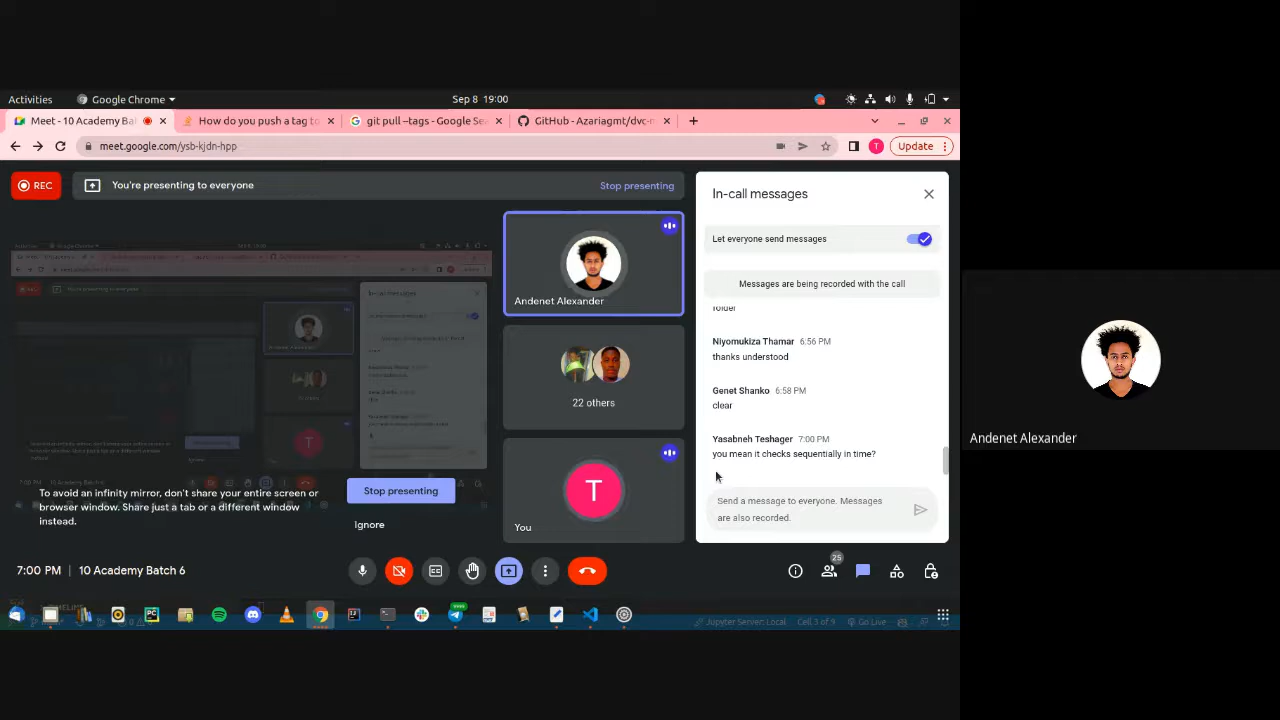 Activities
Google Chrome
Sep 8 19:00
Meet - 10 Academy Ba
How do you push a tag to
git pull –tags - Google Se
GitHub - Azariagmt/dvc-
meet.google.com/ysb-kjdn-hpp
T
Update
REC
You're presenting to everyone
Stop presenting
In-call messages
Let everyone send messages
Messages are being recorded with the call
folder
Niyomukiza Thamar 6:56 PM
thanks understood
Genet Shanko 6:58 PM
clear
Yasabneh Teshager 7:00 PM
you mean it checks sequentially in time?
Send a message to everyone. Messages
are also recorded.
Andenet Alexander
22 others
T
You
To avoid an infinity mirror, don't share your entire screen or
browser window. Share just a tab or a different window
instead.
Stop presenting
Ignore
7:00 PM | 10 Academy Batch 6
25
Jupyter Server: Local
Cell 3 of 9
Go Live
Andenet Alexander